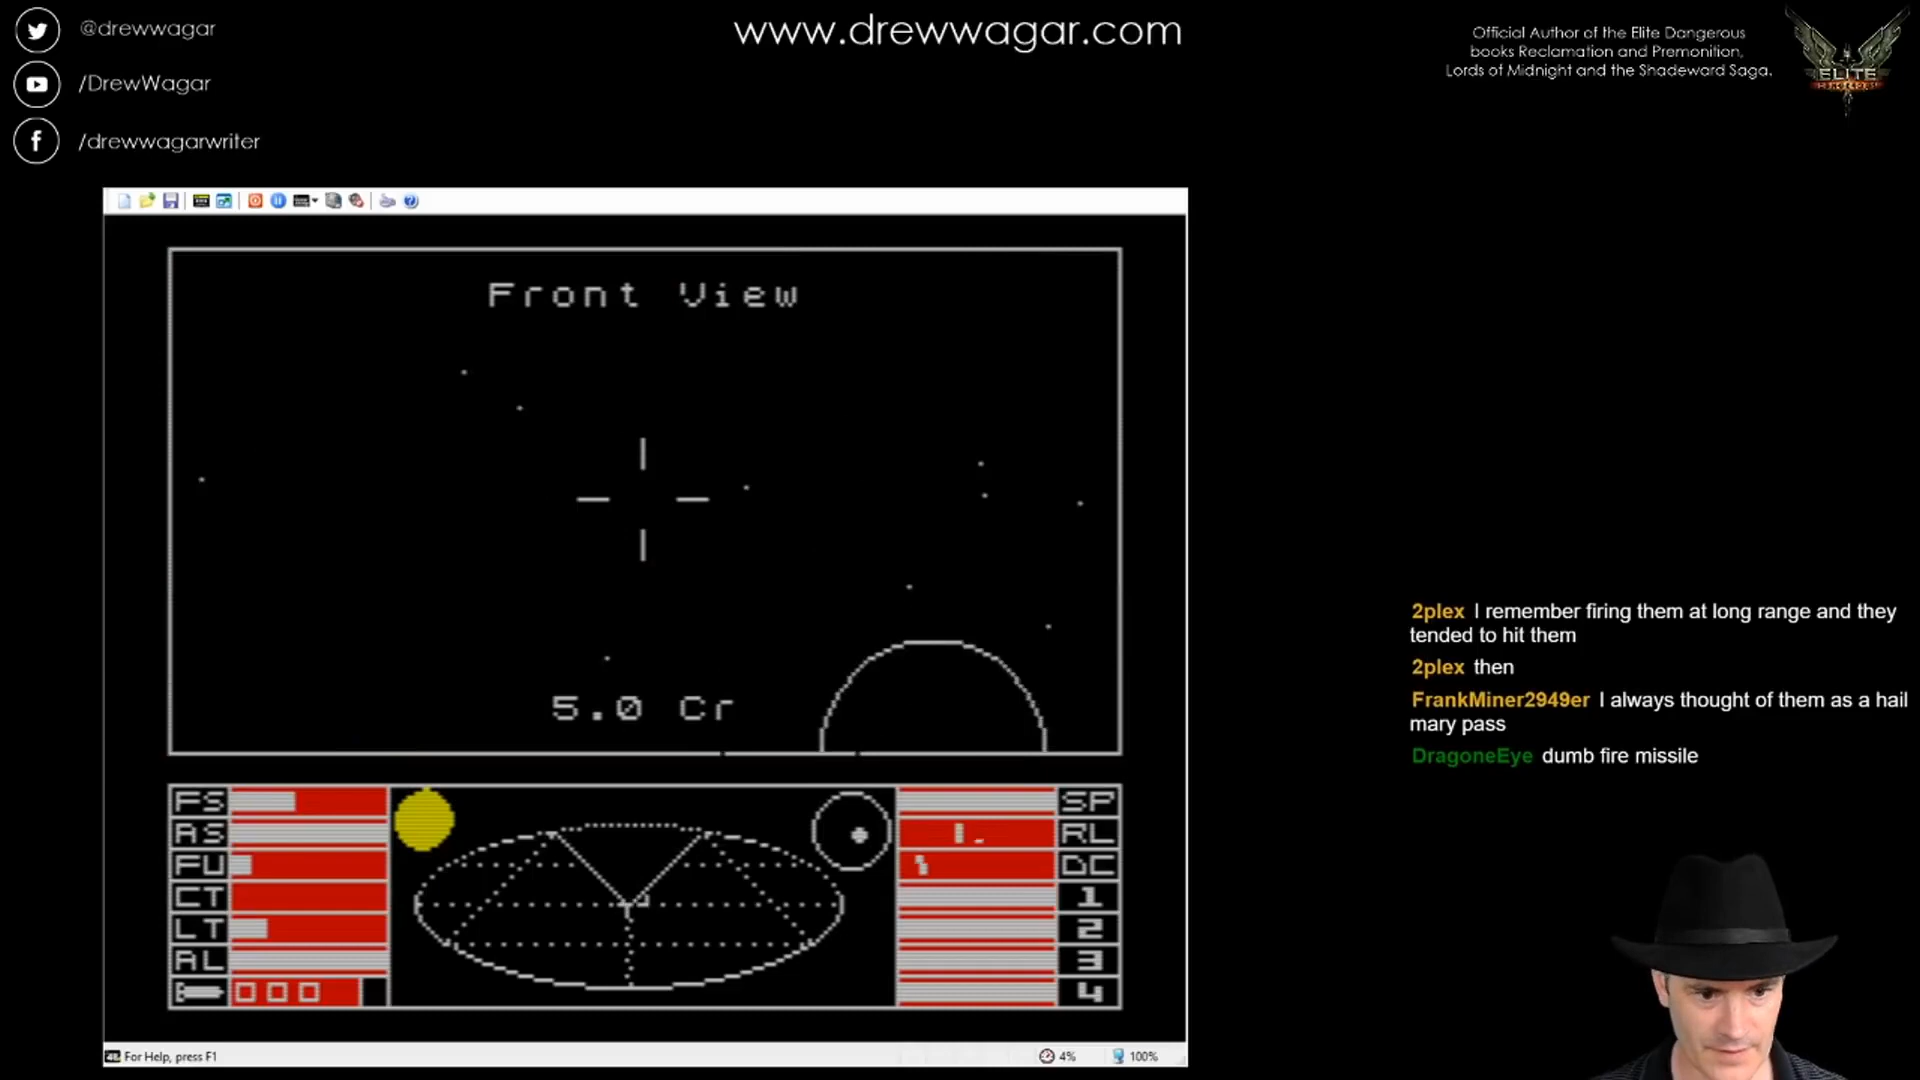 @drewwagar
/DrewWagar
/drewwagarwriter
www.drewwagar.com
Official Author of the Elite Dangerous
books Reclamation and Premonition,
Lords of Midnight and the Shadeward Saga.
ELITE
DANGEROUS
Front View
5.0 Cr
FS
AS
FU
CT
LT
AL
SP
RL
DC
1
2
3
4
2plex I remember firing them at long range and they
tended to hit them
2plex then
FrankMiner2949er I always thought of them as a hail
mary pass
DragoneEye dumb fire missile
For Help, press F1
4%
100%